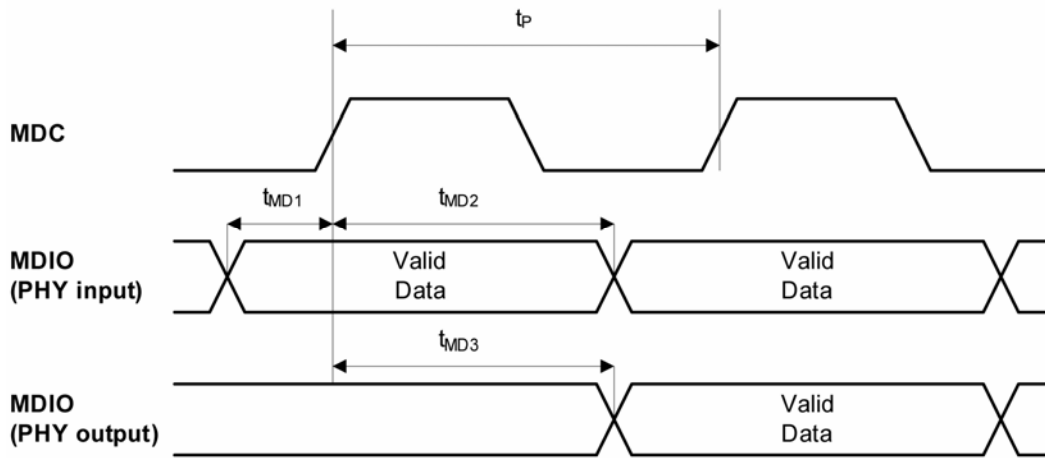 tP
MDC
tMD1
tMD2
MDIO
(PHY input)
Valid
Data
Valid
Data
tMD3
MDIO
(PHY output)
Valid
Data